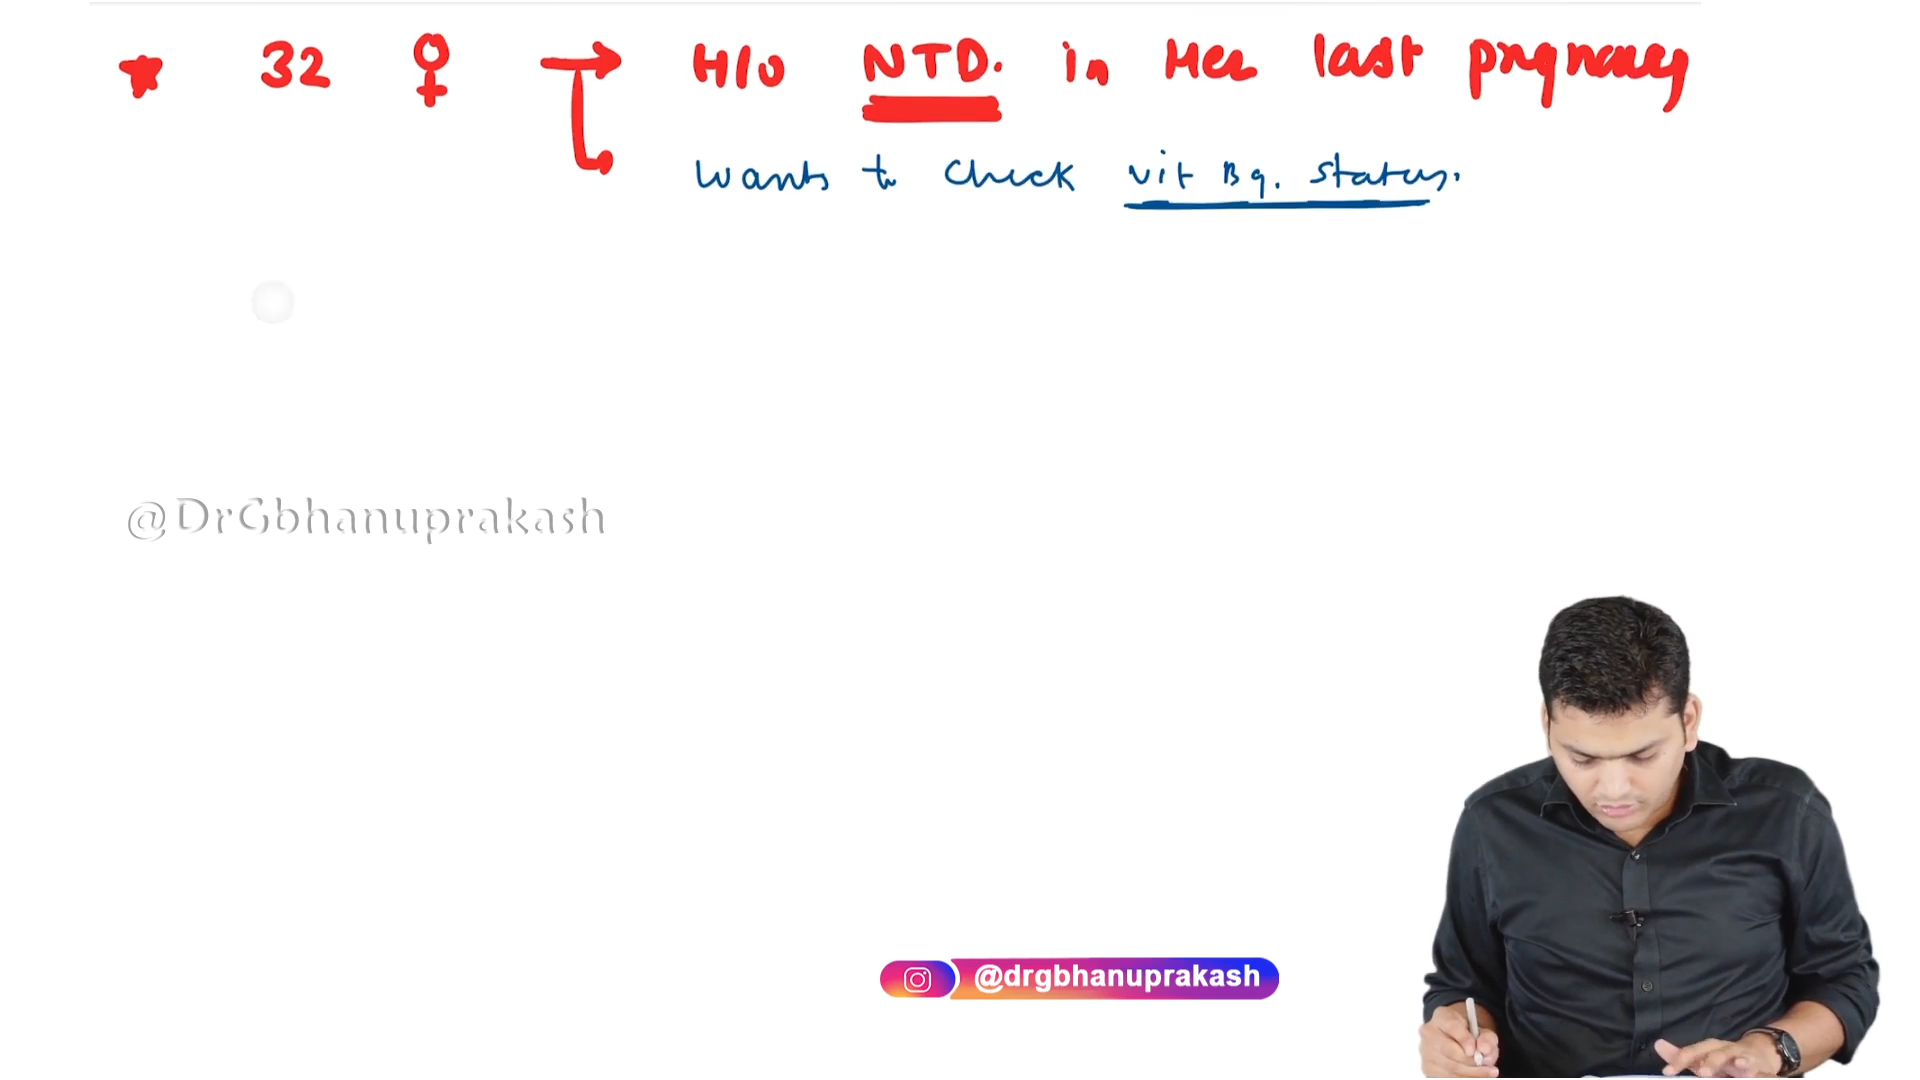 ★ 32 ♀ → H/O NTD. in Her last pregnancy
wants to check vit B9. status.
@DrGbhanuprakash
@drgbhanuprakash